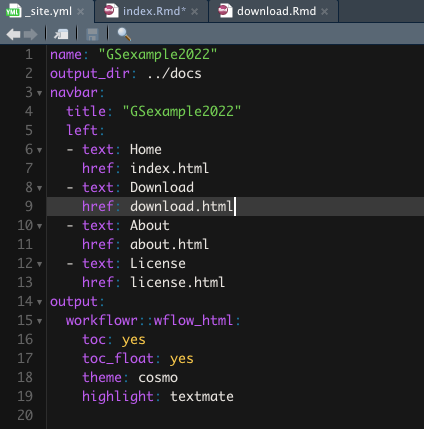 _site.yml × index.Rmd* × download.Rmd ×
1 name: "GSexample2022"
2 output_dir: ../docs
3 navbar:
4   title: "GSexample2022"
5   left:
6   - text: Home
7     href: index.html
8   - text: Download
9     href: download.html
10   - text: About
11     href: about.html
12   - text: License
13     href: license.html
14 output:
15   workflowr::wflow_html:
16     toc: yes
17     toc_float: yes
18     theme: cosmo
19     highlight: textmate
20